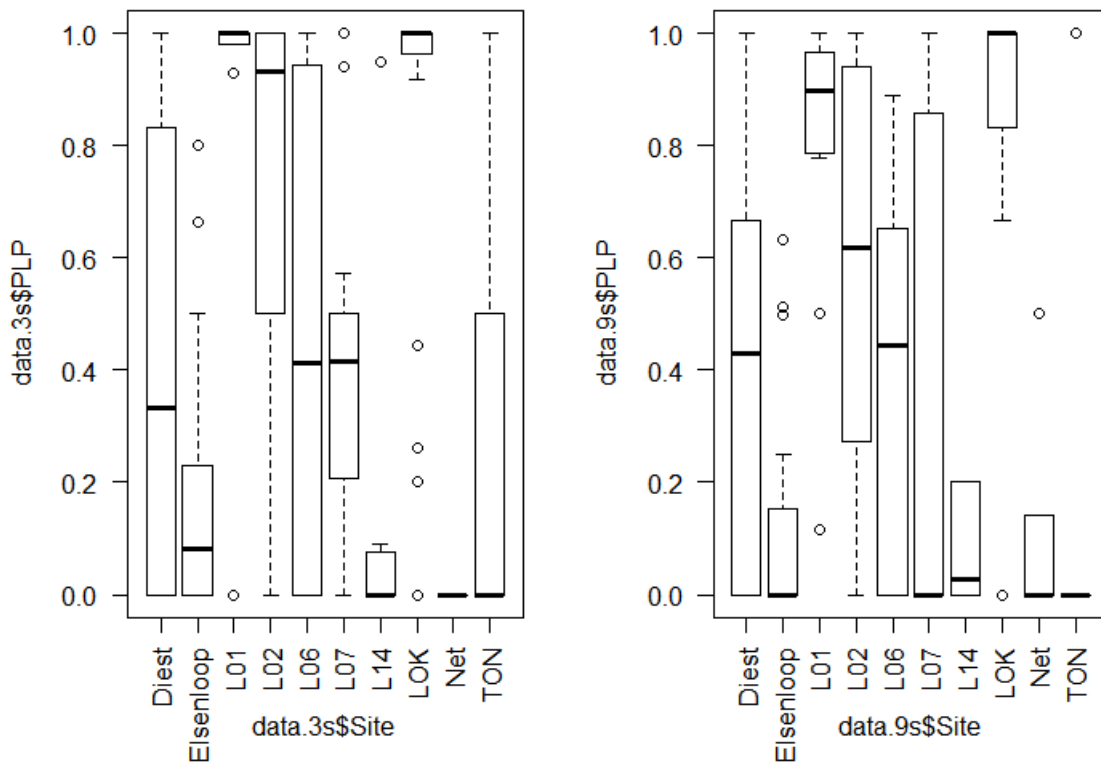 data.3s$PLP
1.0
0.8
0.6
0.4
0.2
0.0
Diest
Elsenloop
L01
L02
L06
L07
L14
LOK
Net
TON
data.3s$Site
data.9s$PLP
1.0
0.8
0.6
0.4
0.2
0.0
Diest
Elsenloop
L01
L02
L06
L07
L14
LOK
Net
TON
data.9s$Site